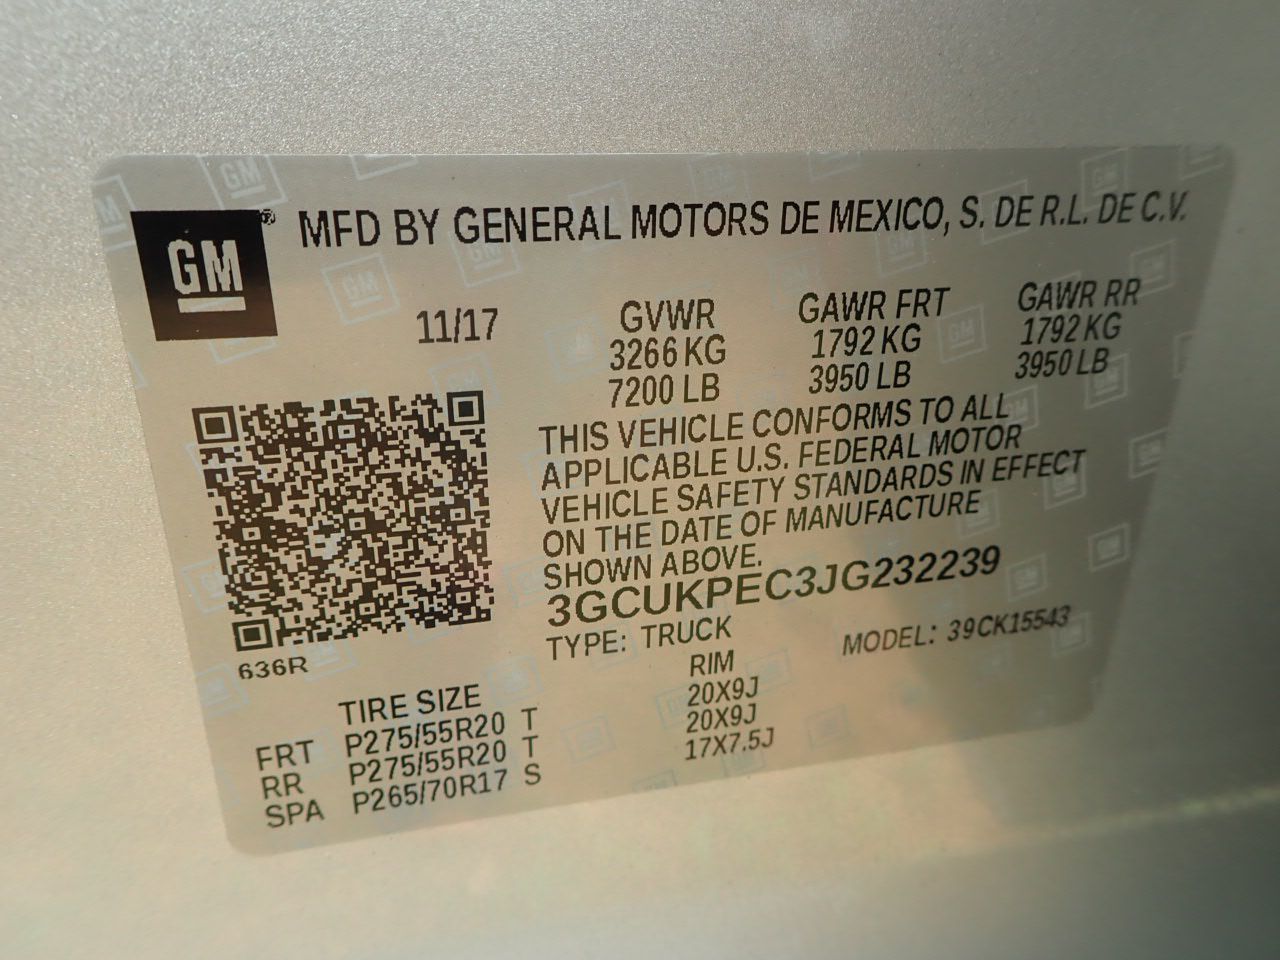 GM® MFD BY GENERAL MOTORS DE MEXICO, S. DE R.L. DE C.V.
11/17 GVWR GAWR FRT GAWR RR
3266 KG 1792 KG 1792 KG
7200 LB 3950 LB 3950 LB
THIS VEHICLE CONFORMS TO ALL
APPLICABLE U.S. FEDERAL MOTOR
VEHICLE SAFETY STANDARDS IN EFFECT
ON THE DATE OF MANUFACTURE
SHOWN ABOVE.
3GCUKPEC3JG232239
TYPE: TRUCK MODEL: 39CK15543
636R
TIRE SIZE RIM
FRT P275/55R20 T 20X9J
RR P275/55R20 T 20X9J
SPA P265/70R17 S 17X7.5J